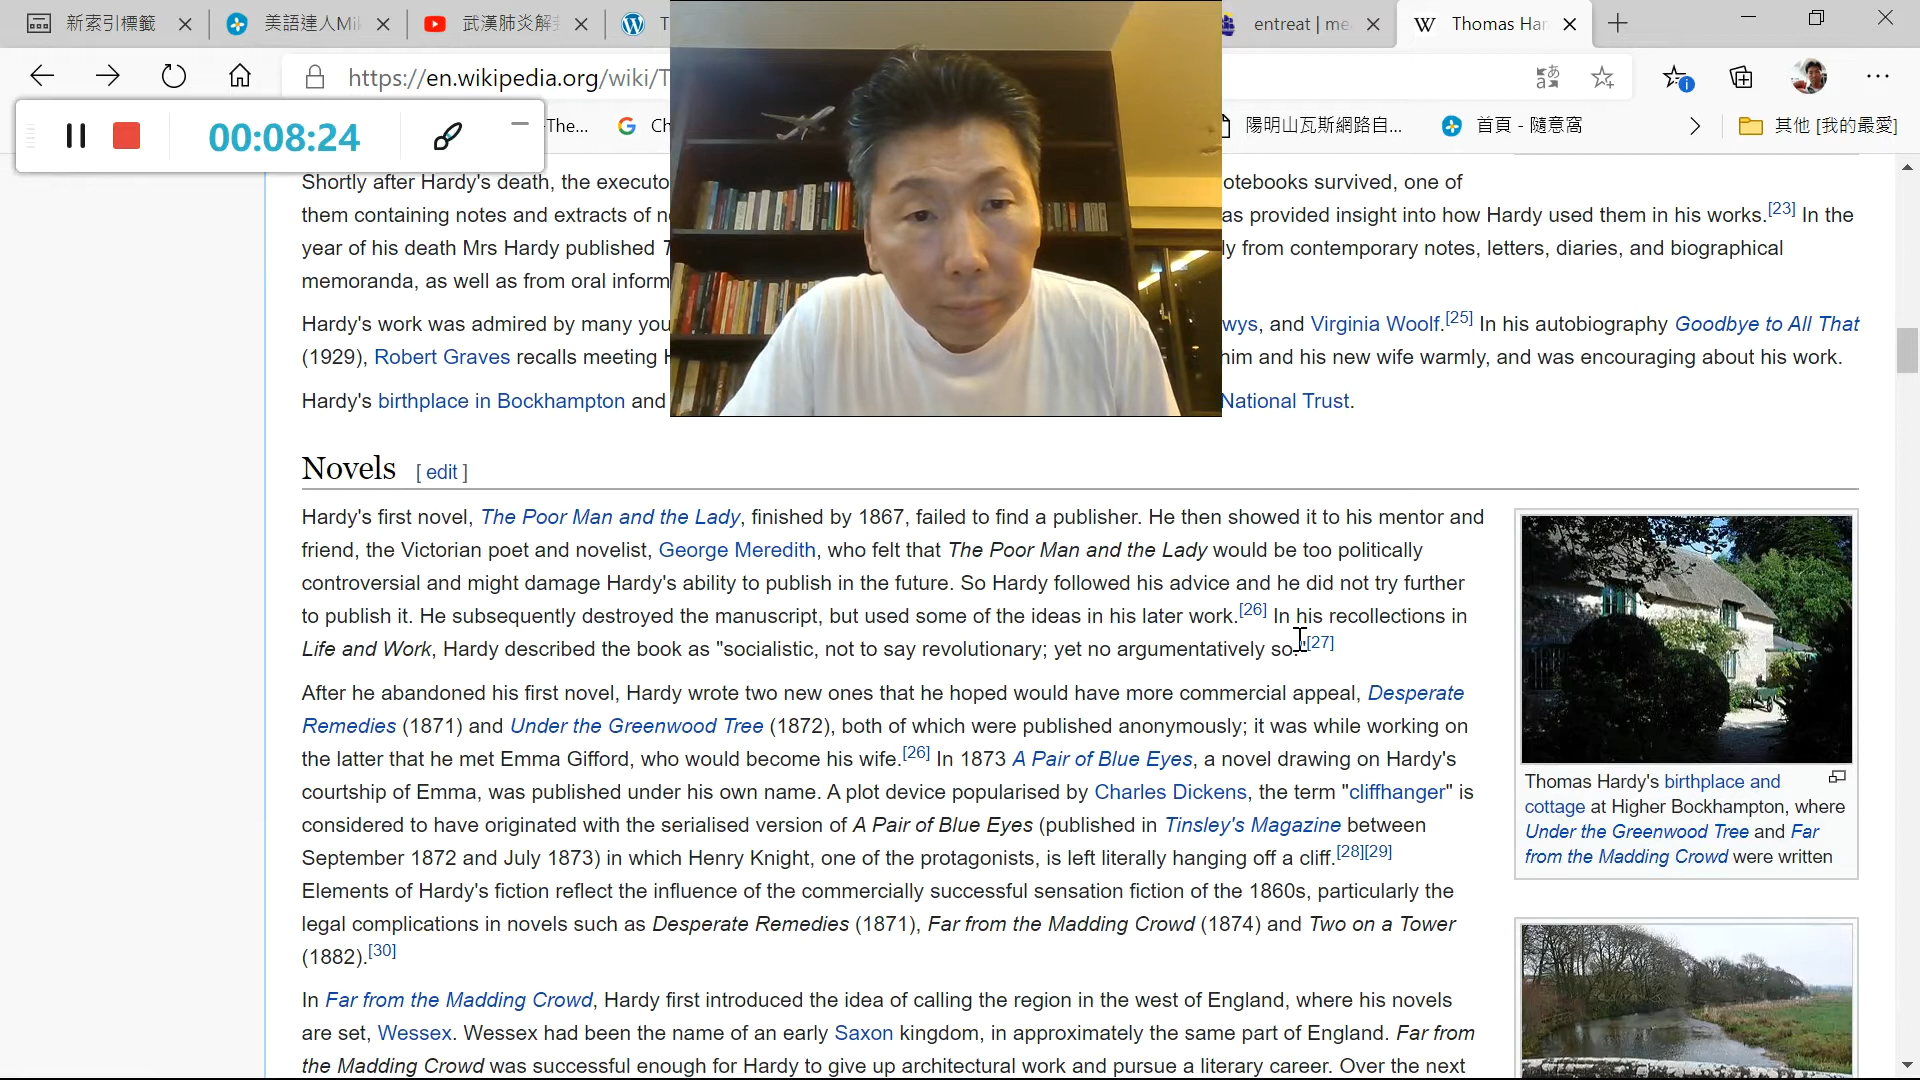 新索引標籤
美語達人Mi
武漢肺炎解
T
entreat | me
Thomas Har
https://en.wikipedia.org/wiki/T
00:08:24
-The...
Ch
陽明山瓦斯網路自...
首頁 - 隨意窩
其他 [我的最愛]
Shortly after Hardy's death, the executo
otebooks survived, one of
them containing notes and extracts of n
as provided insight into how Hardy used them in his works.[23] In the
year of his death Mrs Hardy published T
ly from contemporary notes, letters, diaries, and biographical
memoranda, as well as from oral inform
Hardy's work was admired by many you
wys, and Virginia Woolf.[25] In his autobiography Goodbye to All That
(1929), Robert Graves recalls meeting H
him and his new wife warmly, and was encouraging about his work.
Hardy's birthplace in Bockhampton and
National Trust.
Novels [ edit ]
Hardy's first novel, The Poor Man and the Lady, finished by 1867, failed to find a publisher. He then showed it to his mentor and
friend, the Victorian poet and novelist, George Meredith, who felt that The Poor Man and the Lady would be too politically
controversial and might damage Hardy's ability to publish in the future. So Hardy followed his advice and he did not try further
to publish it. He subsequently destroyed the manuscript, but used some of the ideas in his later work.[26] In his recollections in
Life and Work, Hardy described the book as "socialistic, not to say revolutionary; yet no argumentatively so."[27]
After he abandoned his first novel, Hardy wrote two new ones that he hoped would have more commercial appeal, Desperate
Remedies (1871) and Under the Greenwood Tree (1872), both of which were published anonymously; it was while working on
the latter that he met Emma Gifford, who would become his wife.[26] In 1873 A Pair of Blue Eyes, a novel drawing on Hardy's
courtship of Emma, was published under his own name. A plot device popularised by Charles Dickens, the term "cliffhanger" is
considered to have originated with the serialised version of A Pair of Blue Eyes (published in Tinsley's Magazine between
September 1872 and July 1873) in which Henry Knight, one of the protagonists, is left literally hanging off a cliff.[28][29]
Elements of Hardy's fiction reflect the influence of the commercially successful sensation fiction of the 1860s, particularly the
legal complications in novels such as Desperate Remedies (1871), Far from the Madding Crowd (1874) and Two on a Tower
(1882).[30]
In Far from the Madding Crowd, Hardy first introduced the idea of calling the region in the west of England, where his novels
are set, Wessex. Wessex had been the name of an early Saxon kingdom, in approximately the same part of England. Far from
the Madding Crowd was successful enough for Hardy to give up architectural work and pursue a literary career. Over the next
Thomas Hardy's birthplace and
cottage at Higher Bockhampton, where
Under the Greenwood Tree and Far
from the Madding Crowd were written